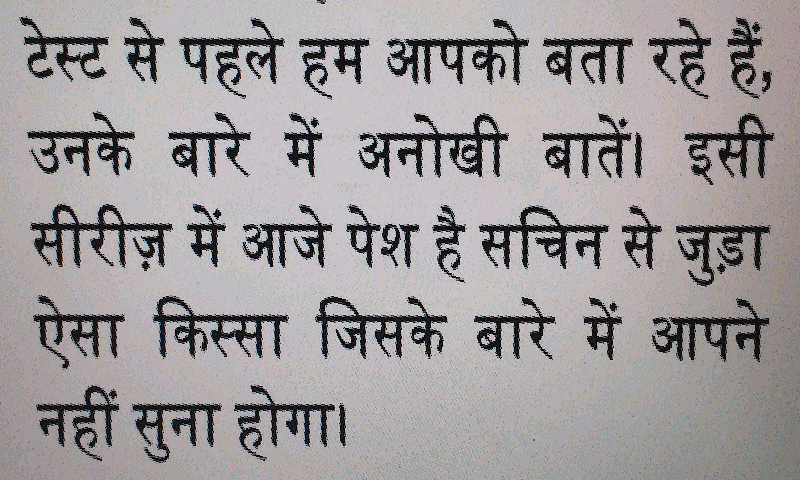 टेस्ट से पहले हम आपको बता रहे हैं,
उनके बारे में अनोखी बातें। इसी
सीरीज़ में आजे पेश है सचिन से जुड़ा
ऐसा किस्सा जिसके बारे में आपने
नहीं सुना होगा।